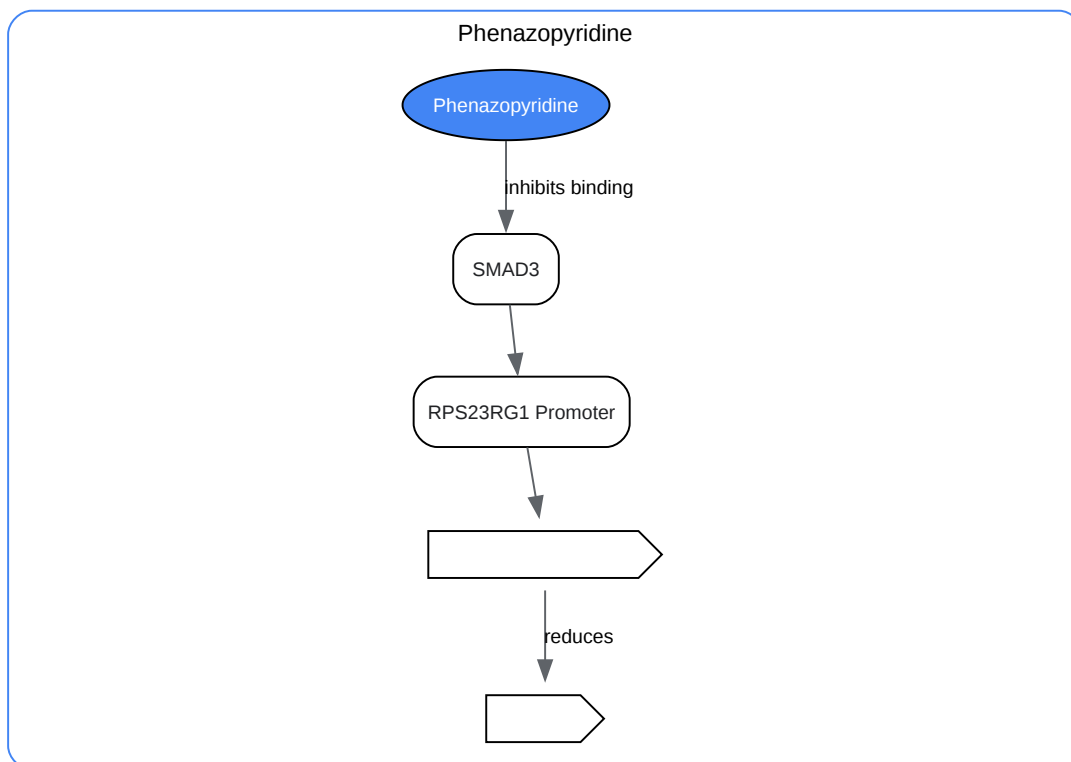 Phenazopyridine
Phenazopyridine
inhibits binding
SMAD3
RPS23RG1 Promoter
reduces